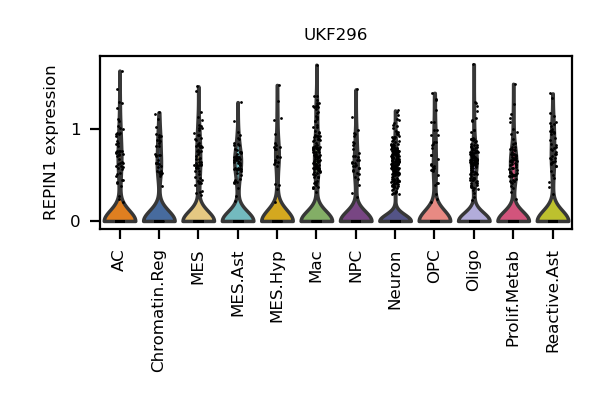 UKF296
REPIN1 expression
1
0
AC
Chromatin.Reg
MES
MES.Ast
MES.Hyp
Mac
NPC
Neuron
OPC
Oligo
Prolif.Metab
Reactive.Ast